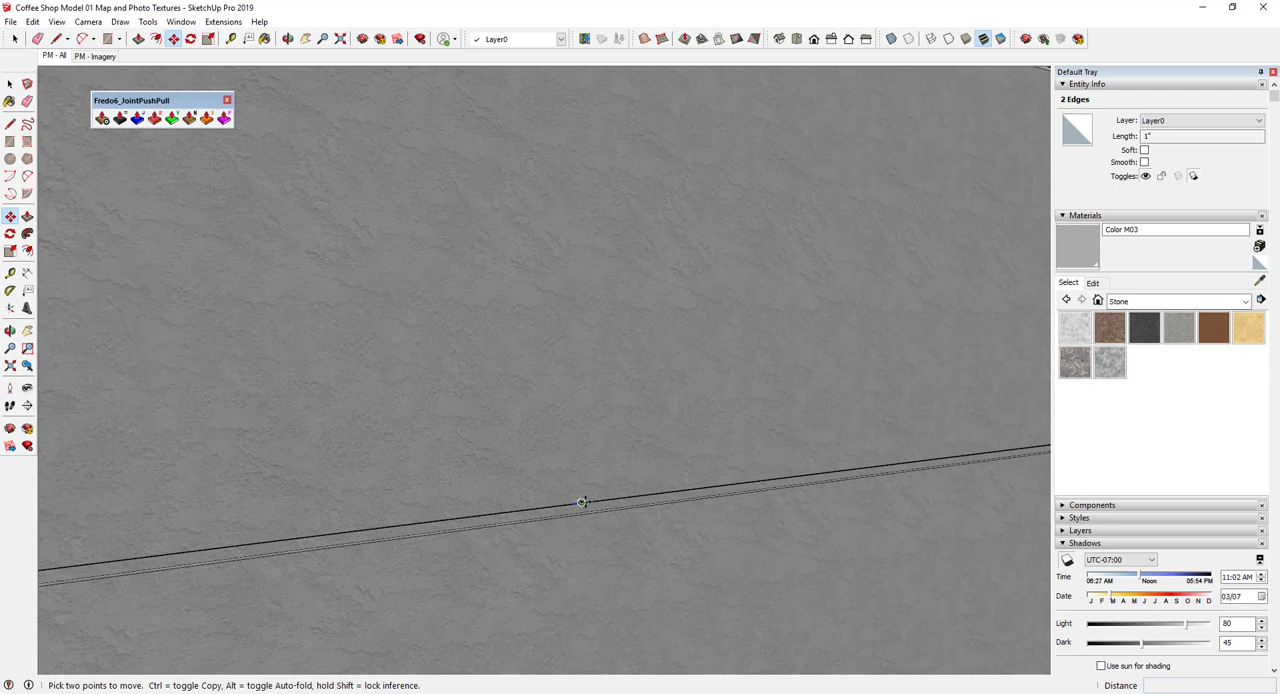 Coffee Shop Model 01 Map and Photo Textures - SketchUp Pro 2019
File Edit View Camera Draw Tools Window Extensions Help
Layer0
PM - All PM - Imagery
Fredo6_JointPushPull
Default Tray
Entity Info
2 Edges
Layer: Layer0
Length: 1"
Soft:
Smooth:
Toggles:
Materials
Color M03
Select Edit
Stone
Components
Styles
Layers
Shadows
UTC-07:00
Time 06:27 AM Noon 05:54 PM 11:02 AM
Date J F M A M J J A S O N D 03/07
Light 80
Dark 45
Use sun for shading
Pick two points to move. Ctrl = toggle Copy, Alt = toggle Auto-fold, hold Shift = lock inference.
Distance